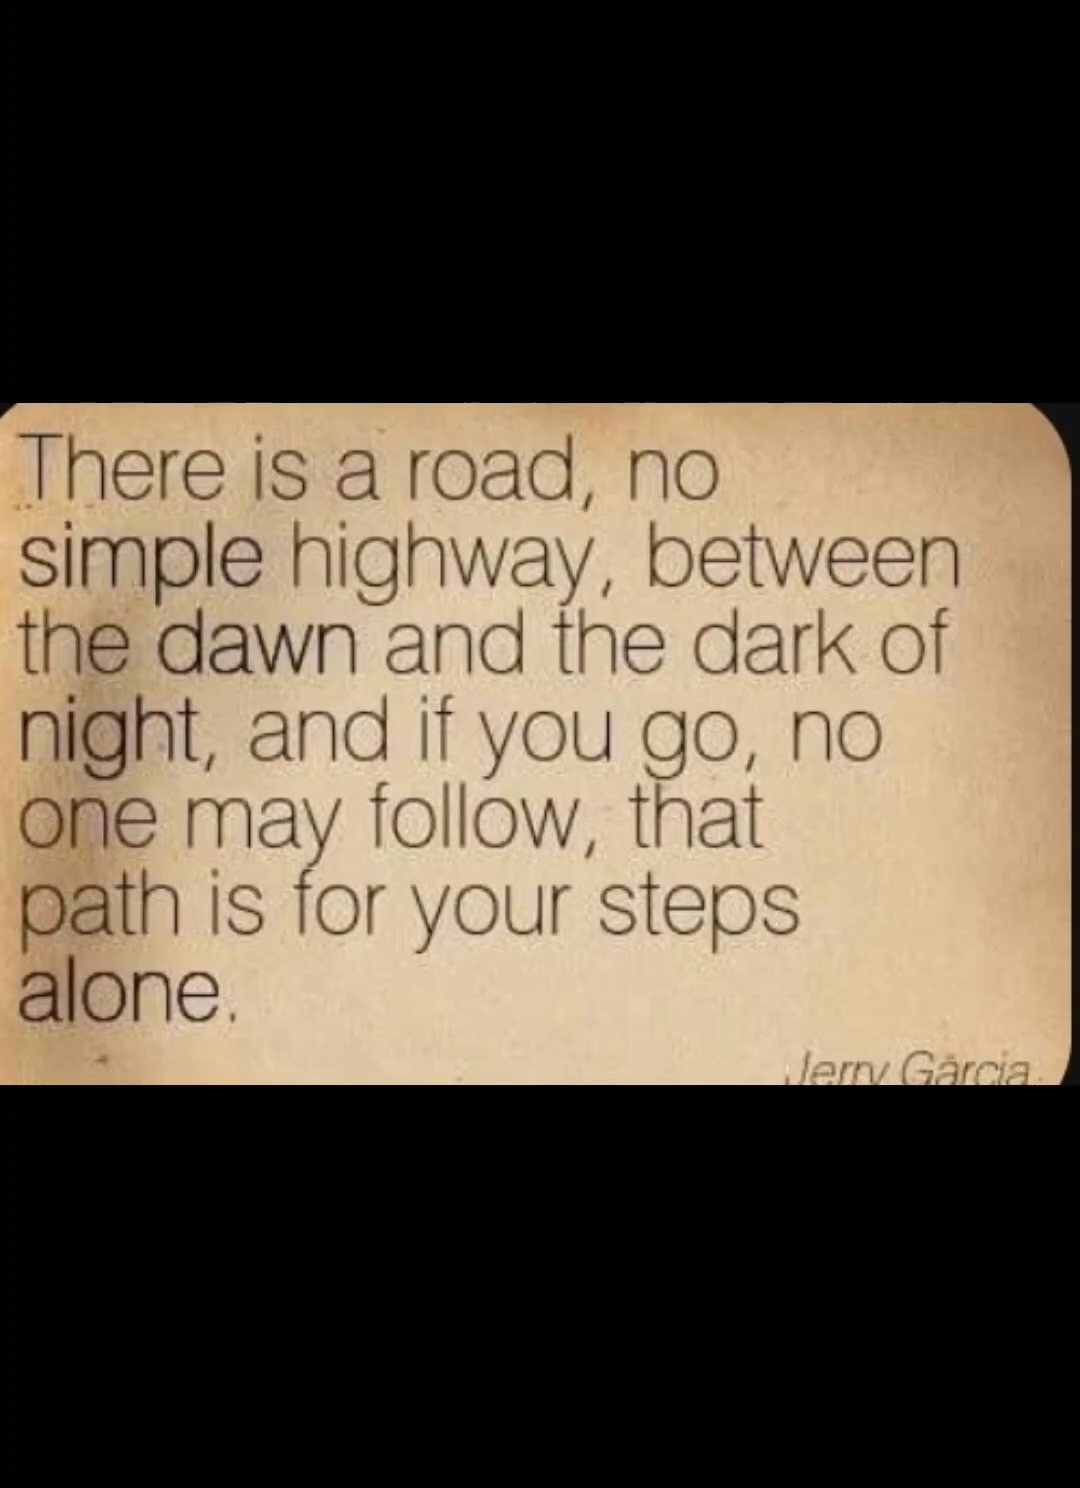 There is a road, no
simple highway, between
the dawn and the dark of
night, and if you go, no
one may follow, that
path is for your steps
alone.
Jerry Garcia